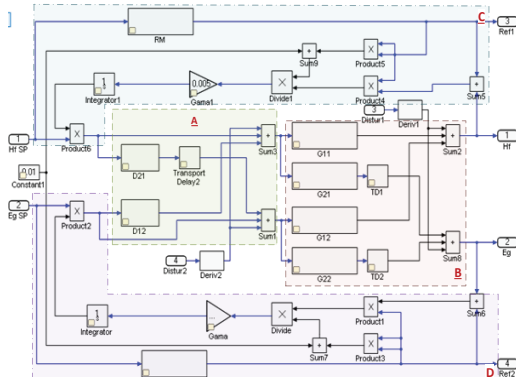 C
3
Ref1
RM
X
Product5
Sum9
1
Integrator1
0.005
Gama1
Divide1
X
Product4
Sum5
3
Distur1
Deriv1
1
Hf SP
X
Product6
A
D21
Transport
Delay2
Sum3
G11
Sum2
1
Hf
0.01
Constant1
G21
TD1
2
Eg SP
X
Product2
D12
Sum1
G12
Sum8
2
Eg
4
Distur2
Deriv2
G22
TD2
B
1
Integrator
Gama
X
Divide
X
Product1
Sum6
Sum7
X
Product3
4
Ref2
D